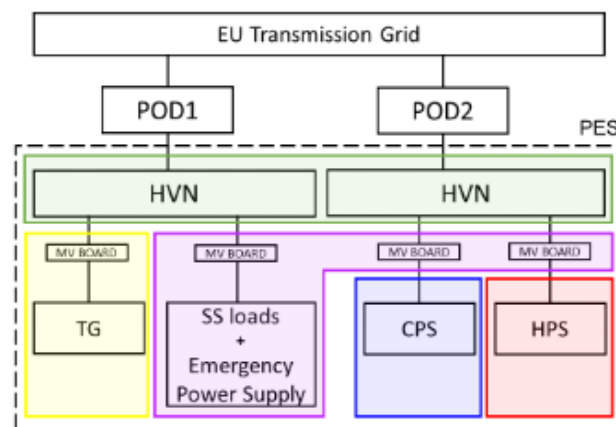 EU Transmission Grid
POD1
POD2
PES
HVN
HVN
MV BOARD
MV BOARD
MV BOARD
MV BOARD
TG
SS loads
+
Emergency
Power Supply
CPS
HPS